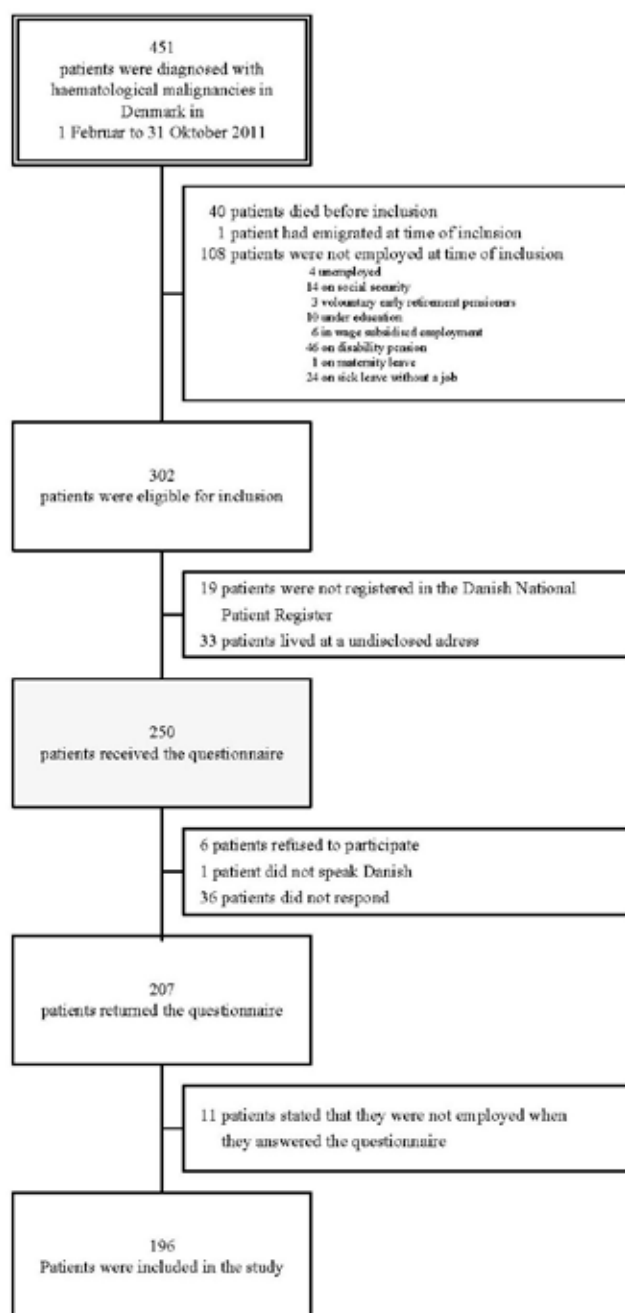 451
patients were diagnosed with
haematological malignancies in
Denmark in
1 Februar to 31 Oktober 2011
40 patients died before inclusion
1 patient had emigrated at time of inclusion
108 patients were not employed at time of inclusion
4 unemployed
14 on social security
3 voluntary early retirement pensioners
10 under education
6 in wage subsidised employment
46 on disability pension
1 on maternity leave
24 on sick leave without a job
302
patients were eligible for inclusion
19 patients were not registered in the Danish National
Patient Register
33 patients lived at a undisclosed adress
250
patients received the questionnaire
6 patients refused to participate
1 patient did not speak Danish
36 patients did not respond
207
patients returned the questionnaire
11 patients stated that they were not employed when
they answered the questionnaire
196
Patients were included in the study